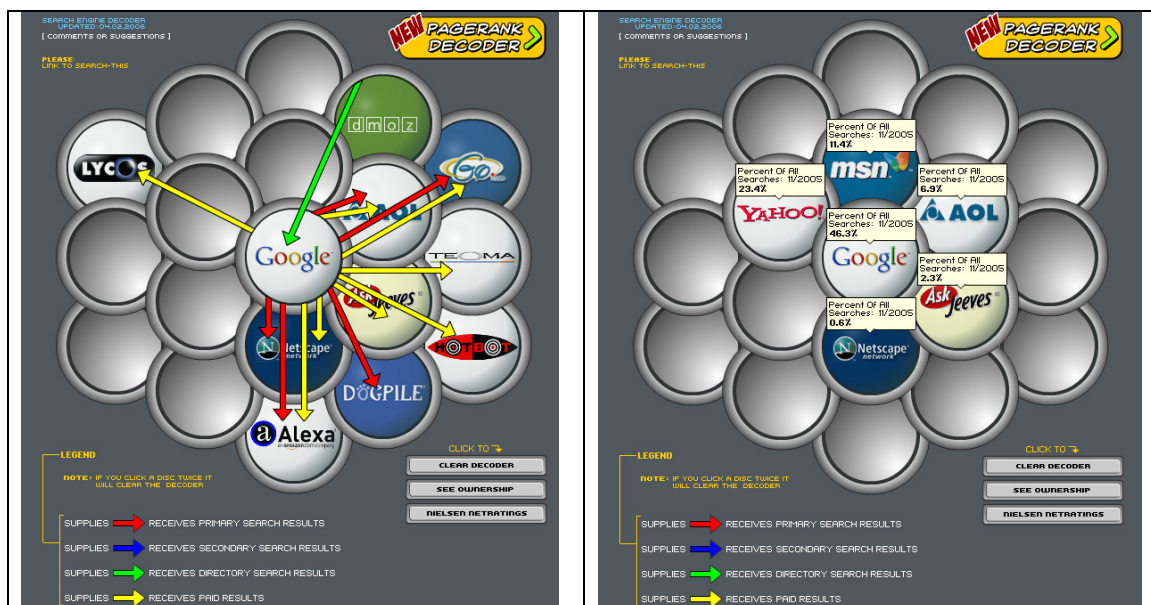 SEARCH ENGINE DECODER
UPDATED:04.02.2006
[ COMMENTS OR SUGGESTIONS ]
PLEASE
LINK TO SEARCH-THIS
NEW PAGERANK
DECODER
dmoz
LYCOS
Go.com
AOL
Google
TEOMA
Ask Jeeves
Netscape
network
HOTBOT
DOGPILE
a Alexa
an amazon.com company
LEGEND
NOTE: IF YOU CLICK A DISC TWICE IT
WILL CLEAR THE DECODER
CLICK TO
CLEAR DECODER
SEE OWNERSHIP
NIELSEN NETRATINGS
SUPPLIES RECEIVES PRIMARY SEARCH RESULTS
SUPPLIES RECEIVES SECONDARY SEARCH RESULTS
SUPPLIES RECEIVES DIRECTORY SEARCH RESULTS
SUPPLIES RECEIVES PAID RESULTS
SEARCH ENGINE DECODER
UPDATED:04.02.2006
[ COMMENTS OR SUGGESTIONS ]
PLEASE
LINK TO SEARCH-THIS
NEW PAGERANK
DECODER
Percent Of All
Searches: 11/2005
11.4%
msn
Percent Of All
Searches: 11/2005
23.4%
YAHOO!
Percent Of All
Searches: 11/2005
6.9%
AOL
Percent Of All
Searches: 11/2005
46.3%
Google
Percent Of All
Searches: 11/2005
2.3%
Ask Jeeves
Percent Of All
Searches: 11/2005
0.6%
Netscape
network
LEGEND
NOTE: IF YOU CLICK A DISC TWICE IT
WILL CLEAR THE DECODER
CLICK TO
CLEAR DECODER
SEE OWNERSHIP
NIELSEN NETRATINGS
SUPPLIES RECEIVES PRIMARY SEARCH RESULTS
SUPPLIES RECEIVES SECONDARY SEARCH RESULTS
SUPPLIES RECEIVES DIRECTORY SEARCH RESULTS
SUPPLIES RECEIVES PAID RESULTS